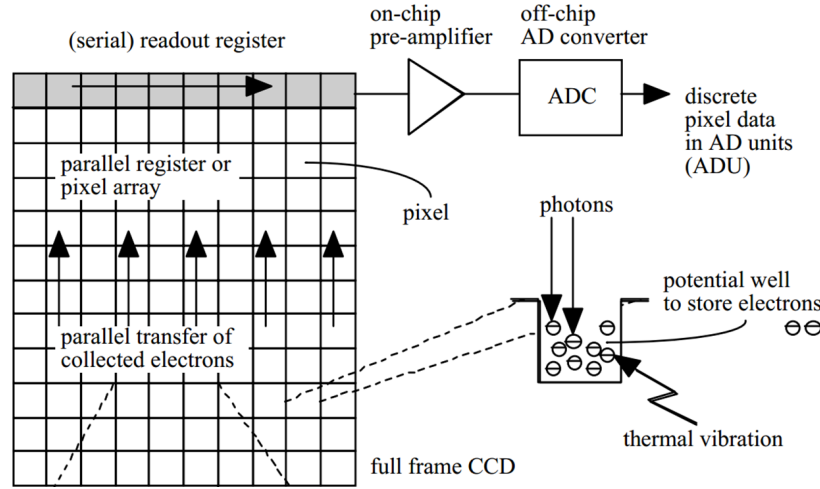 (serial) readout register
on-chip
pre-amplifier
off-chip
AD converter
ADC
discrete
pixel data
in AD units
(ADU)
parallel register or
pixel array
pixel
photons
potential well
to store electrons
parallel transfer of
collected electrons
thermal vibration
full frame CCD